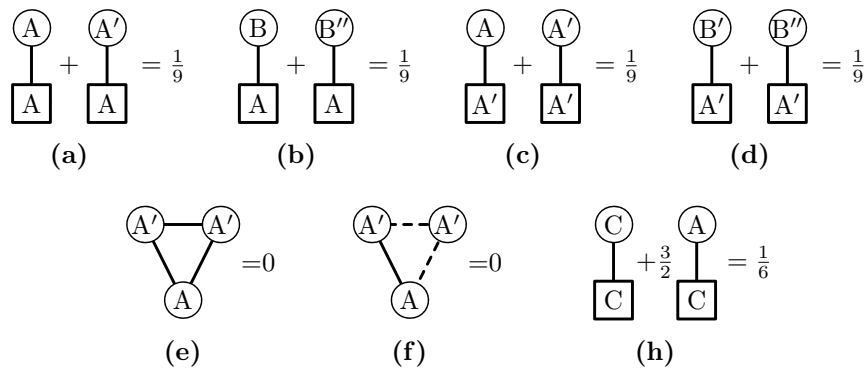 A A′ B B″ A A′ B′ B″
+ = 1/9 + = 1/9 + = 1/9 + = 1/9
A A A A A′ A′ A′ A′
(a) (b) (c) (d)
A′ A′ A′ A′ C A
=0 =0 +3/2 = 1/6
A A C C
(e) (f) (h)